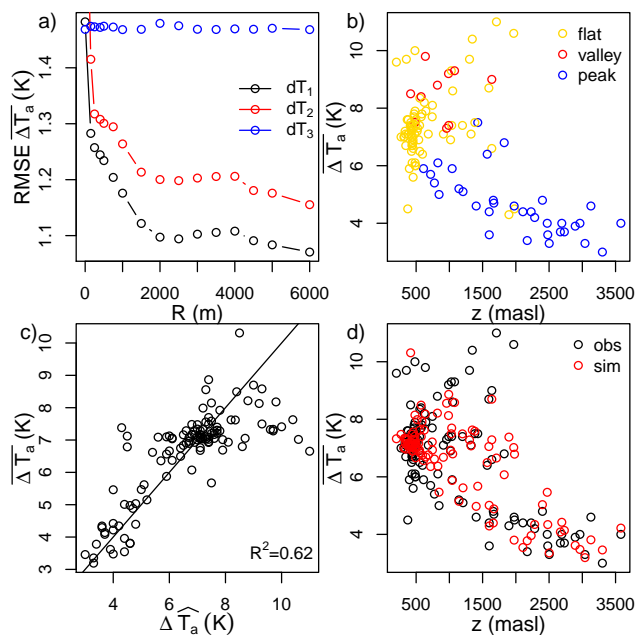 a)
RMSE ΔT̅ₐ (K)
1.4
1.3
1.2
1.1
dT₁
dT₂
dT₃
0
2000
4000
6000
R (m)
b)
ΔT̅ₐ (K)
10
8
6
4
flat
valley
peak
500
1500
2500
3500
z (masl)
c)
ΔT̅ₐ (K)
10
9
8
7
6
5
4
3
R²=0.62
4
6
8
10
ΔT̂ₐ (K)
d)
ΔT̅ₐ (K)
10
8
6
4
obs
sim
500
1500
2500
3500
z (masl)